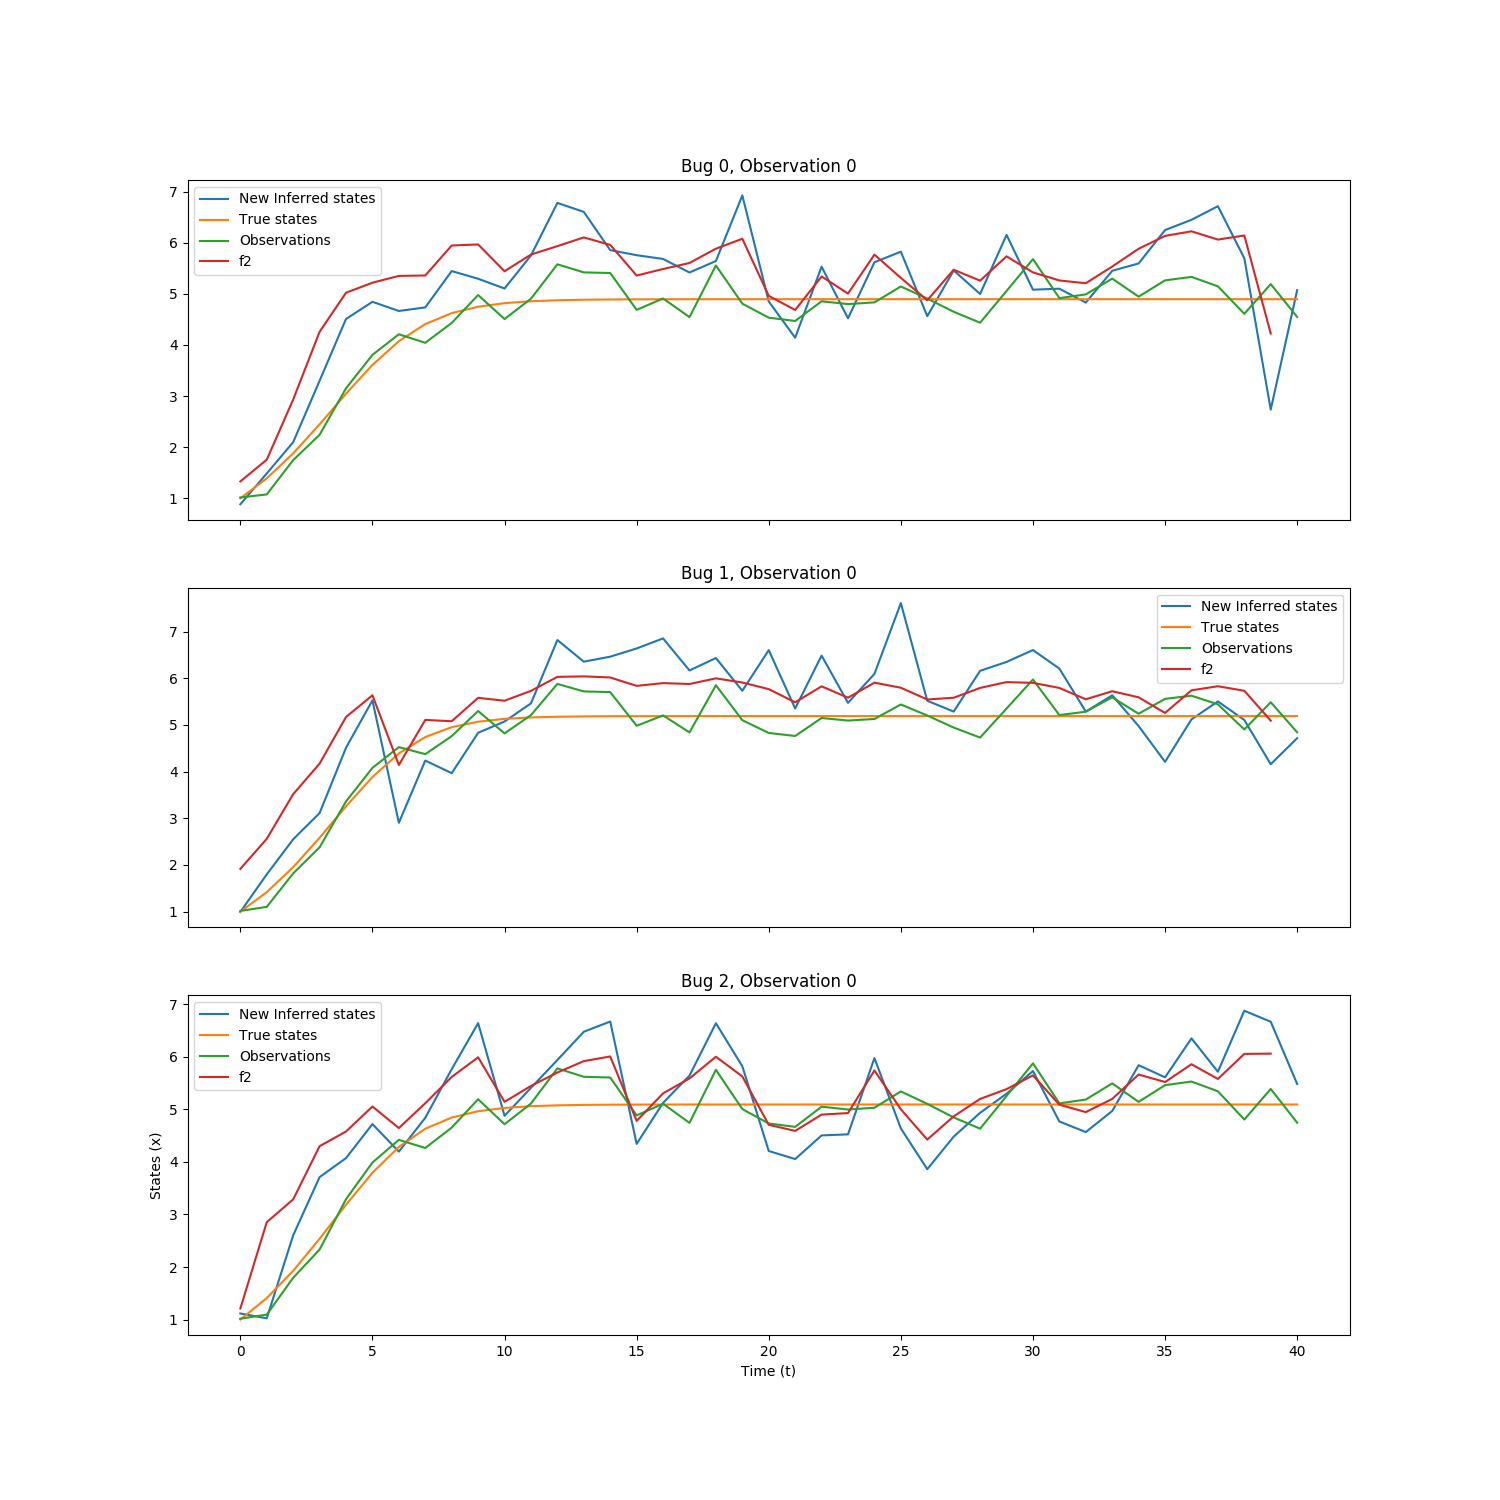 Bug 0, Observation 0
New Inferred states
True states
Observations
f2
7
6
5
4
3
2
1
Bug 1, Observation 0
New Inferred states
True states
Observations
f2
7
6
5
4
3
2
1
Bug 2, Observation 0
New Inferred states
True states
Observations
f2
7
6
5
4
3
2
1
States (x)
0 5 10 15 20 25 30 35 40
Time (t)